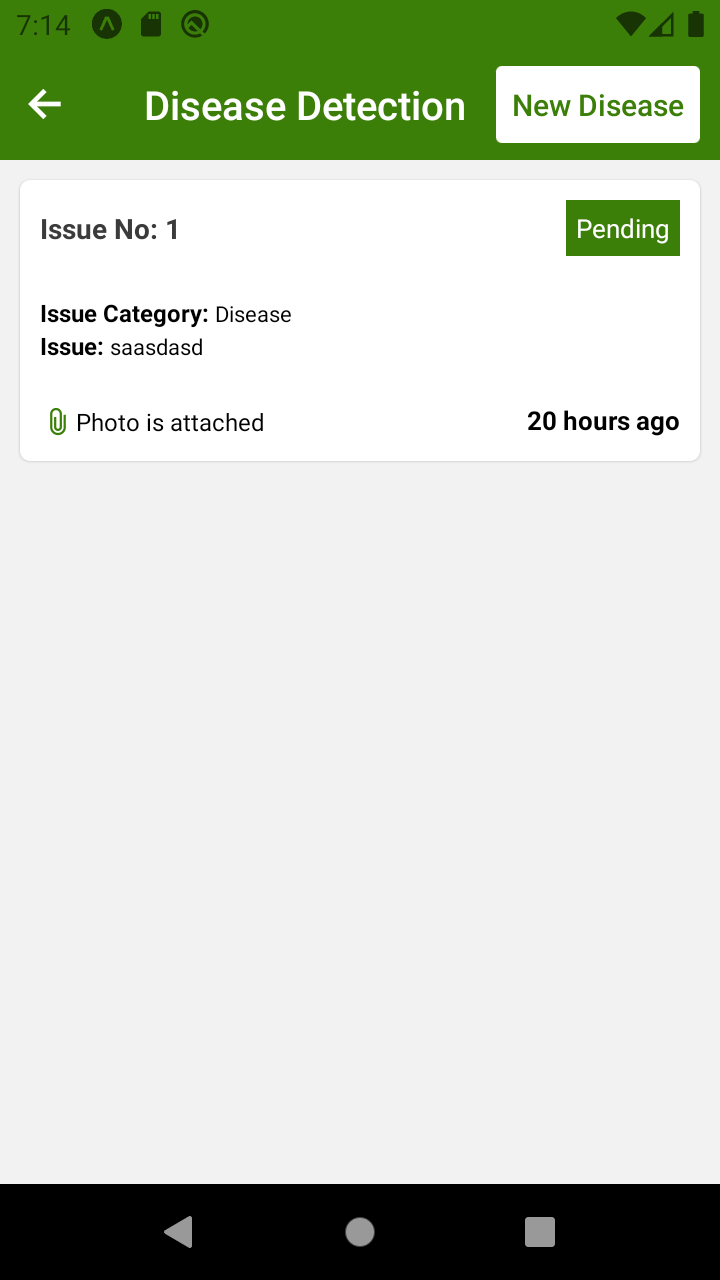 7:14
Disease Detection
New Disease
Issue No: 1
Pending
Issue Category: Disease
Issue: saasdasd
Photo is attached
20 hours ago